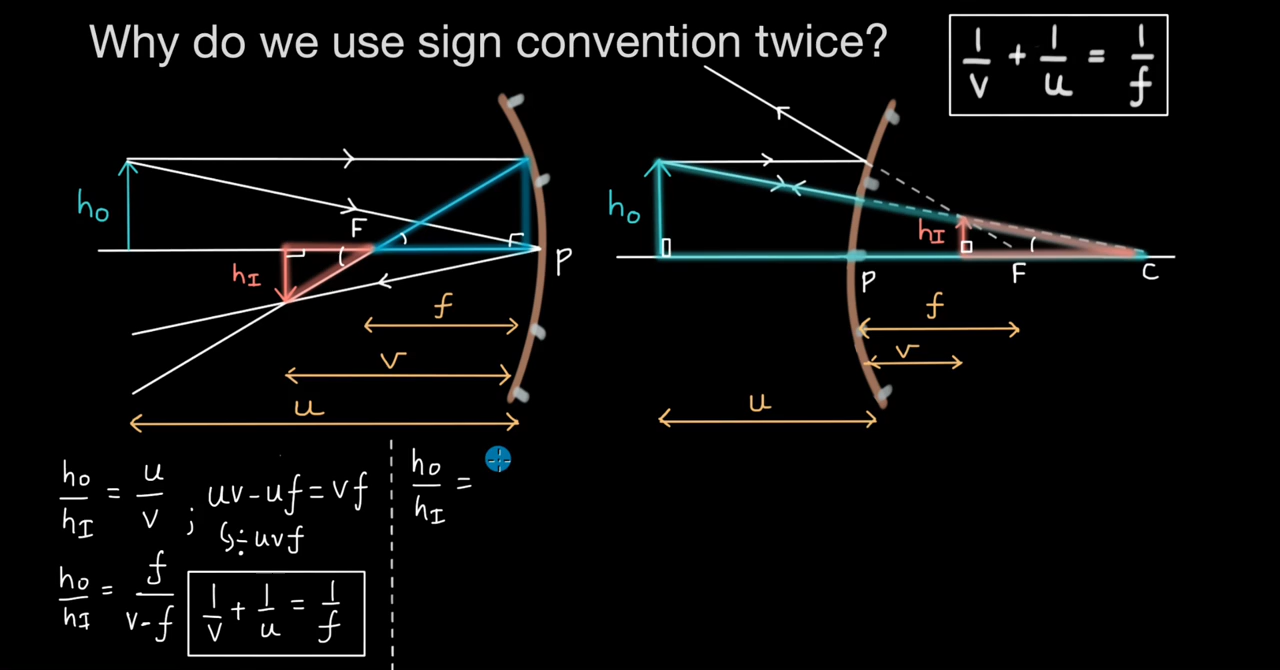 Why do we use sign convention twice?
1/v + 1/u = 1/f
h₀
F
h_I
P
f
v
u
h₀
h_I
P
F
C
f
v
u
h₀/h_I = u/v ; uv - uf = vf
↳ ÷ uvf
h₀/h_I = f/(v-f)
1/v + 1/u = 1/f
h₀/h_I =